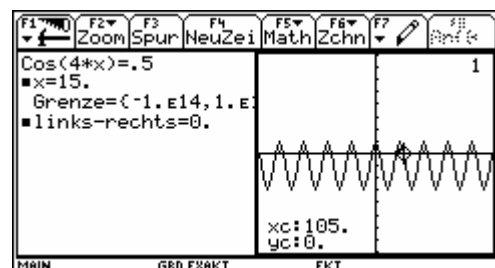 F1 F2 Zoom F3 Spur F4 NeuZei F5 Math F6 Zchn F7
Cos(4*x)=.5
▪x=15.
Grenze={-1.E14,1.E
▪links-rechts=0.
1
xc:105.
yc:0.
MAIN GRD EXAKT FKT